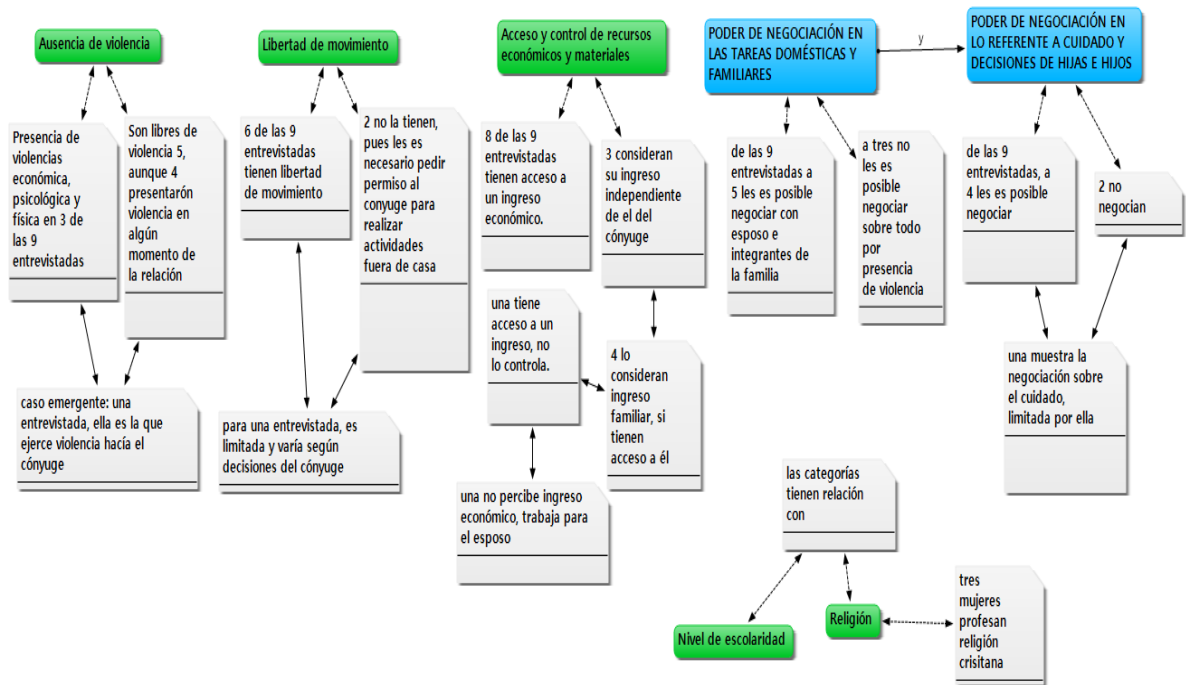 Ausencia de violencia
Presencia de
violencias
económica,
psicológica y
física en 3 de
las 9
entrevistadas
Son libres de
violencia 5,
aunque 4
presentarón
violencia en
algún
momento de
la relación
caso emergente: una
entrevistada, ella es la que
ejerce violencia hacía el
cónyuge
Libertad de movimiento
6 de las 9
entrevistadas
tienen libertad
de movimiento
2 no la tienen,
pues les es
necesario pedir
permiso al
conyuge para
realizar
actividades
fuera de casa
para una entrevistada, es
limitada y varía según
decisiones del cónyuge
Acceso y control de recursos
económicos y materiales
8 de las 9
entrevistadas
tienen acceso a
un ingreso
económico.
3 consideran
su ingreso
independiente
de el del
cónyuge
una tiene
acceso a un
ingreso, no
lo controla.
4 lo
consideran
ingreso
familiar, si
tienen
acceso a él
una no percibe ingreso
económico, trabaja para
el esposo
PODER DE NEGOCIACIÓN EN
LAS TAREAS DOMÉSTICAS Y
FAMILIARES
y
PODER DE NEGOCIACIÓN EN
LO REFERENTE A CUIDADO Y
DECISIONES DE HIJAS E HIJOS
de las 9
entrevistadas a
5 les es posible
negociar con
esposo e
integrantes de
la familia
a tres no
les es
posible
negociar
sobre todo
por
presencia
de violencia
de las 9
entrevistadas, a
4 les es posible
negociar
2 no
negocian
una muestra la
negociación sobre
el cuidado,
limitada por ella
las categorías
tienen relación
con
Nivel de escolaridad
Religión
tres
mujeres
profesan
religión
crisitana